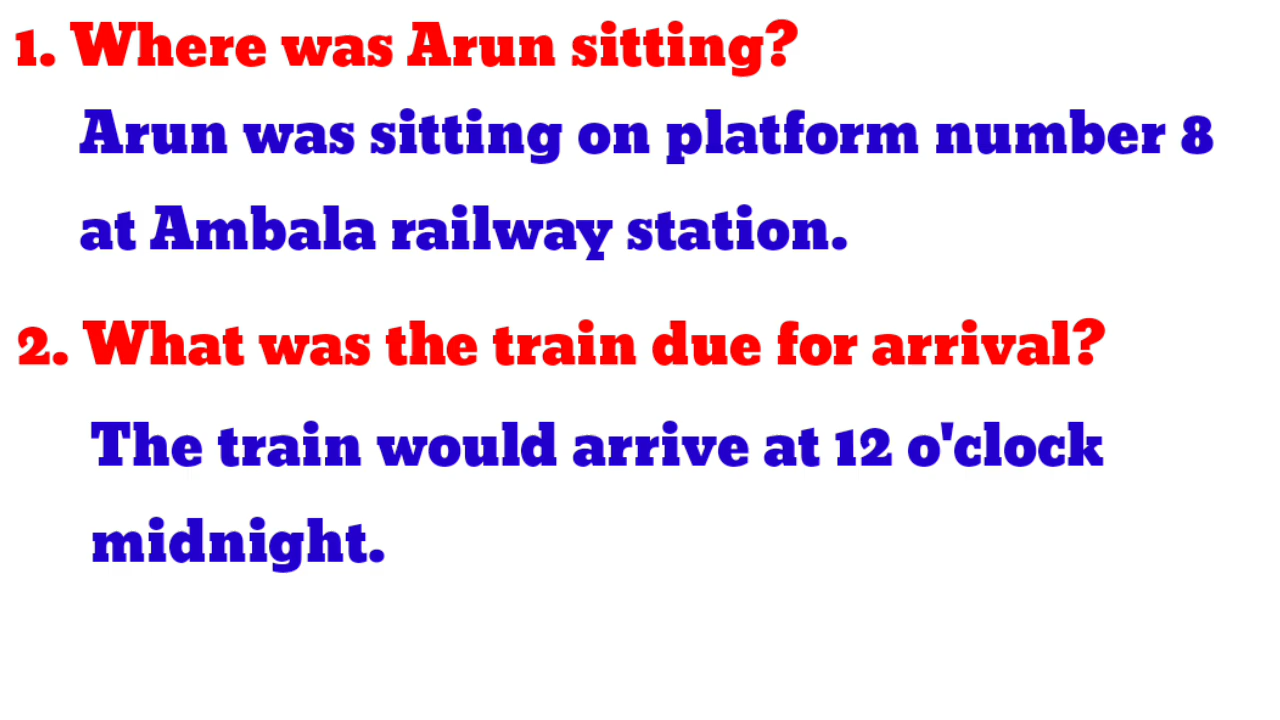 1. Where was Arun sitting?
Arun was sitting on platform number 8
at Ambala railway station.
2. What was the train due for arrival?
The train would arrive at 12 o'clock
midnight.